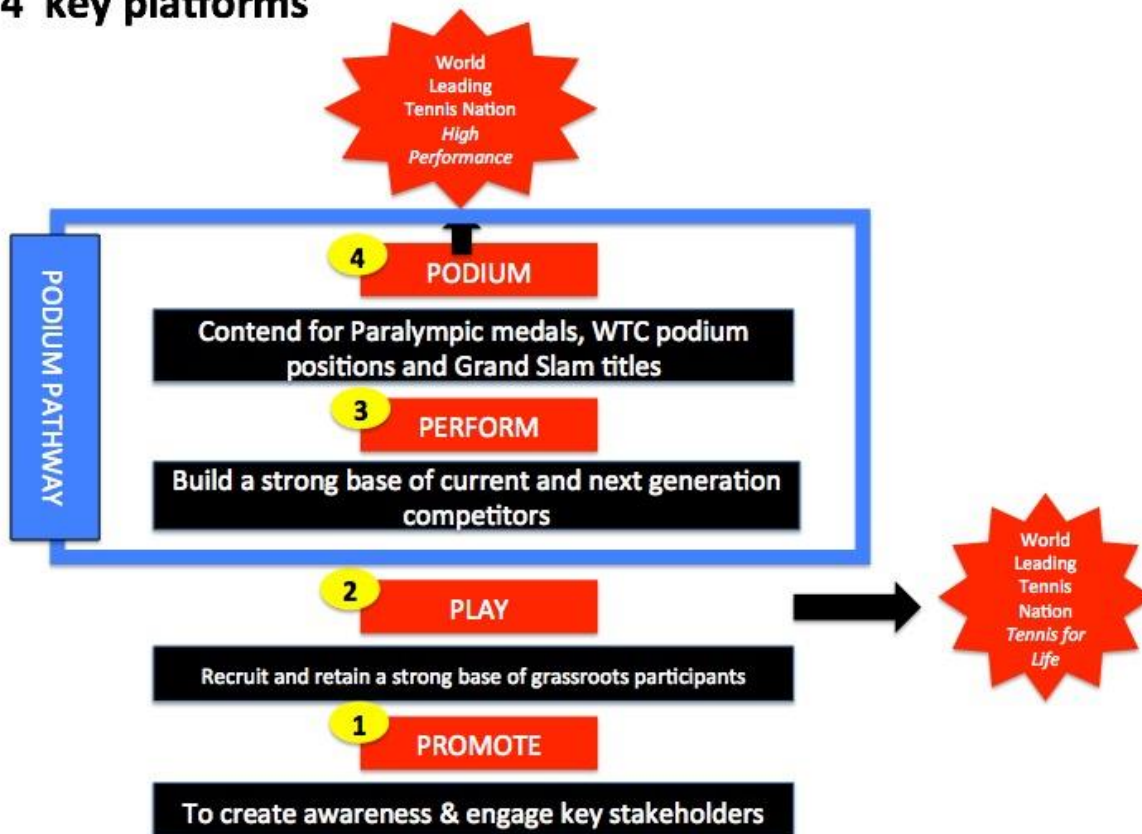 4 key platforms
World
Leading
Tennis Nation
High
Performance
PODIUM PATHWAY
4
PODIUM
Contend for Paralympic medals, WTC podium
positions and Grand Slam titles
3
PERFORM
Build a strong base of current and next generation
competitors
2
PLAY
Recruit and retain a strong base of grassroots participants
World
Leading
Tennis
Nation
Tennis for
Life
1
PROMOTE
To create awareness & engage key stakeholders